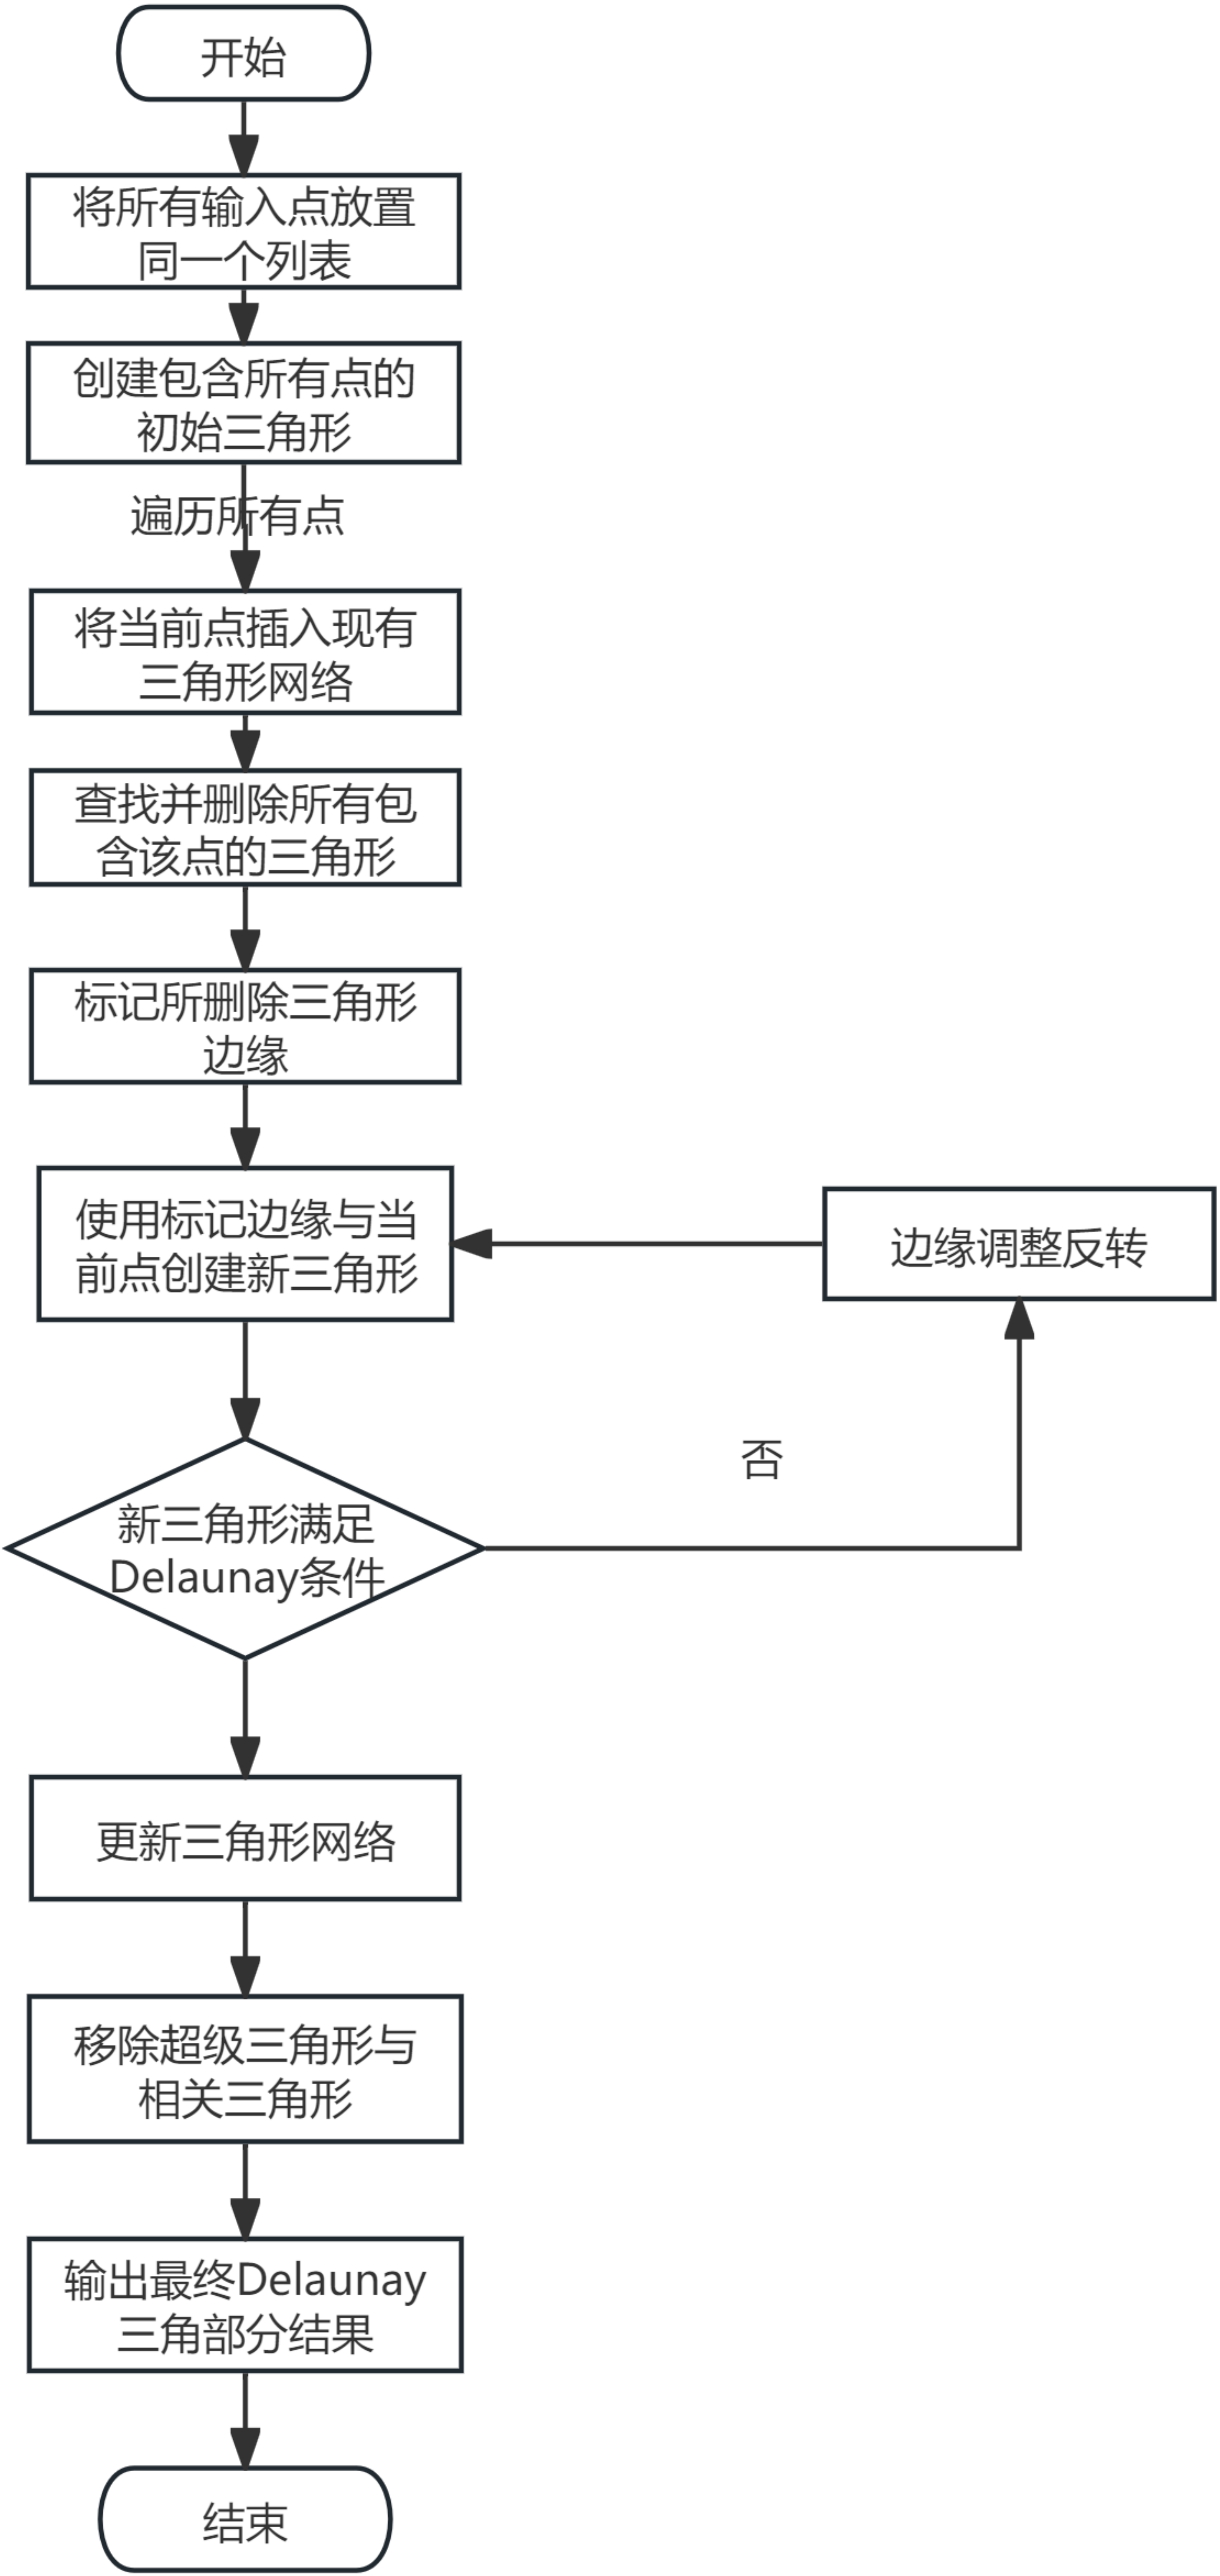 开始
将所有输入点放置
同一个列表
创建包含所有点的
初始三角形
遍历所有点
将当前点插入现有
三角形网络
查找并删除所有包
含该点的三角形
标记所删除三角形
边缘
使用标记边缘与当
前点创建新三角形
边缘调整反转
否
新三角形满足
Delaunay条件
更新三角形网络
移除超级三角形与
相关三角形
输出最终Delaunay
三角部分结果
结束